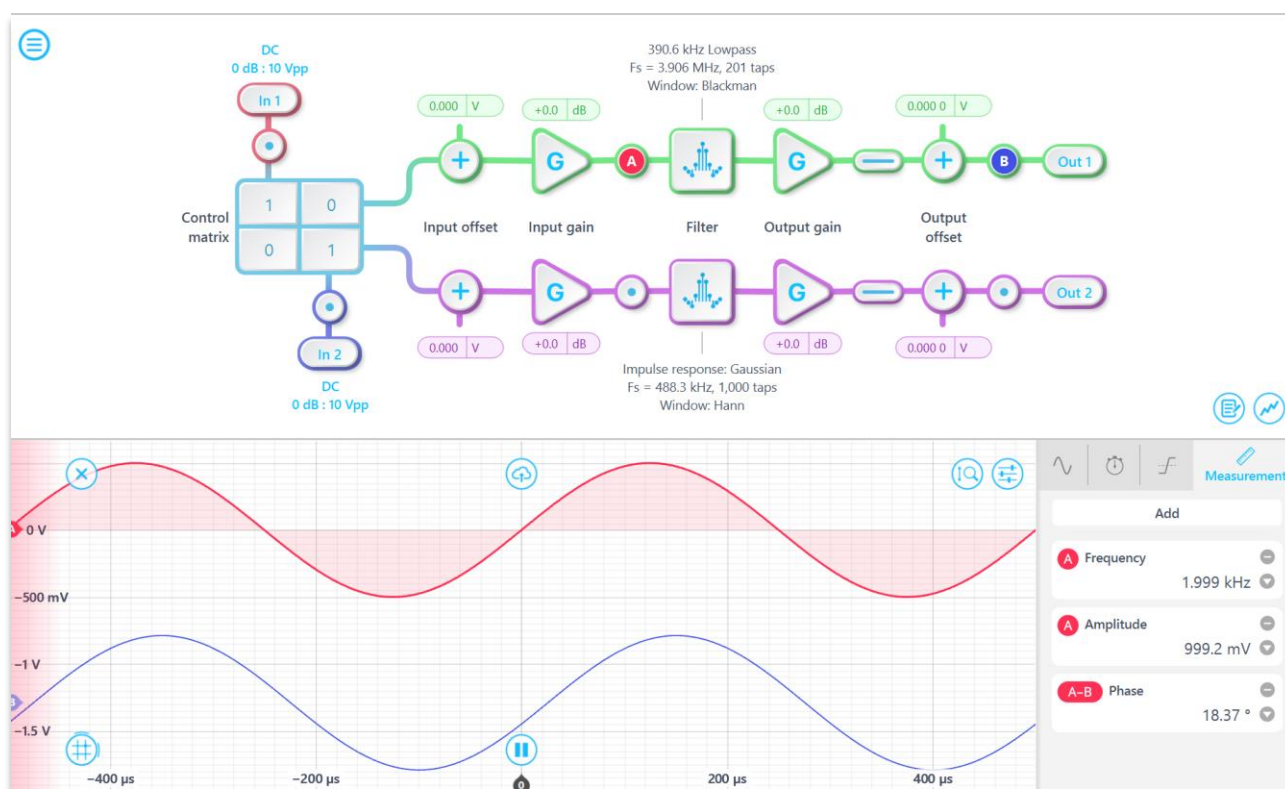 DC
0 dB : 10 Vpp
In 1
390.6 kHz Lowpass
Fs = 3.906 MHz, 201 taps
Window: Blackman
0.000 V
+0.0 dB
+0.0 dB
0.000 0 V
G
A
G
B
Out 1
Control
matrix
1 0
0 1
Input offset
Input gain
Filter
Output gain
Output
offset
G
G
Out 2
0.000 V
+0.0 dB
+0.0 dB
0.000 0 V
In 2
DC
0 dB : 10 Vpp
Impulse response: Gaussian
Fs = 488.3 kHz, 1,000 taps
Window: Hann
A
0 V
−500 mV
−1 V
B
−1.5 V
−400 µs
−200 µs
0
200 µs
400 µs
Measurement
Add
A Frequency
1.999 kHz
A Amplitude
999.2 mV
A−B Phase
18.37 °